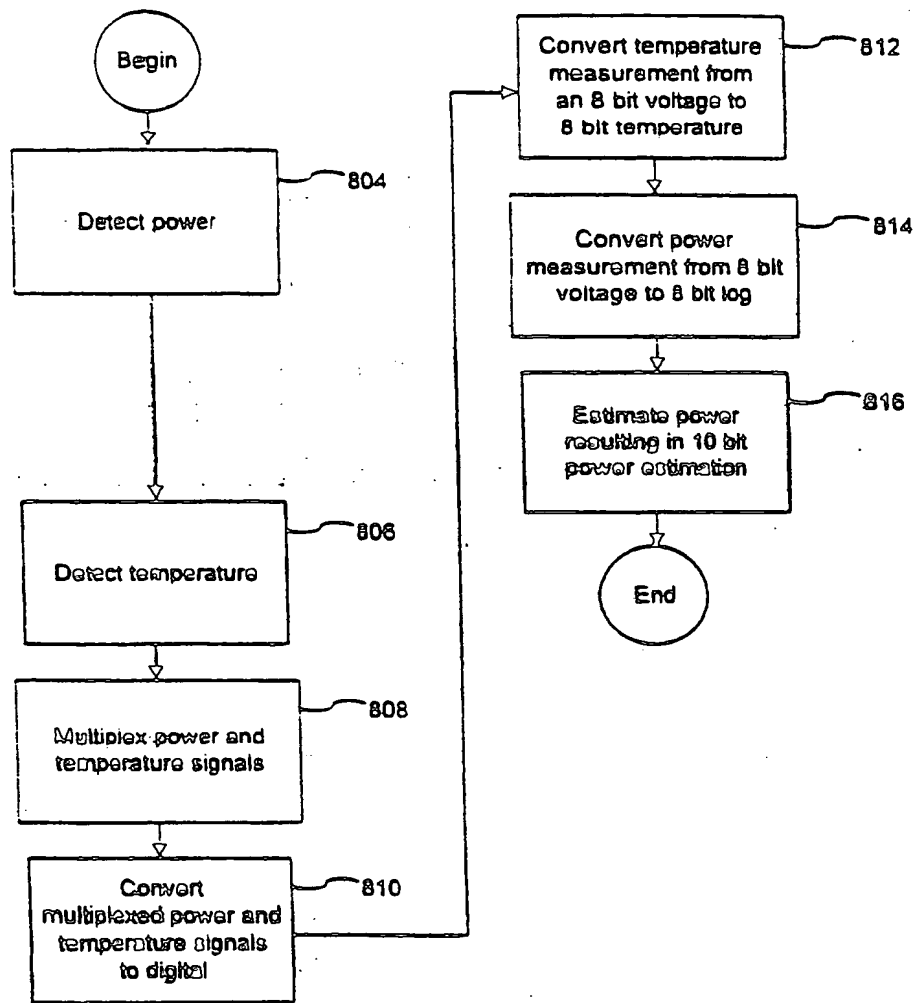 Begin
804
Detect power
806
Detect temperature
808
Multiplex power and
temperature signals
810
Convert
multiplexed power and
temperature signals
to digital
812
Convert temperature
measurement from
an 8 bit voltage to
8 bit temperature
814
Convert power
measurement from 8 bit
voltage to 8 bit log
816
Estimate power
resulting in 10 bit
power estimation
End